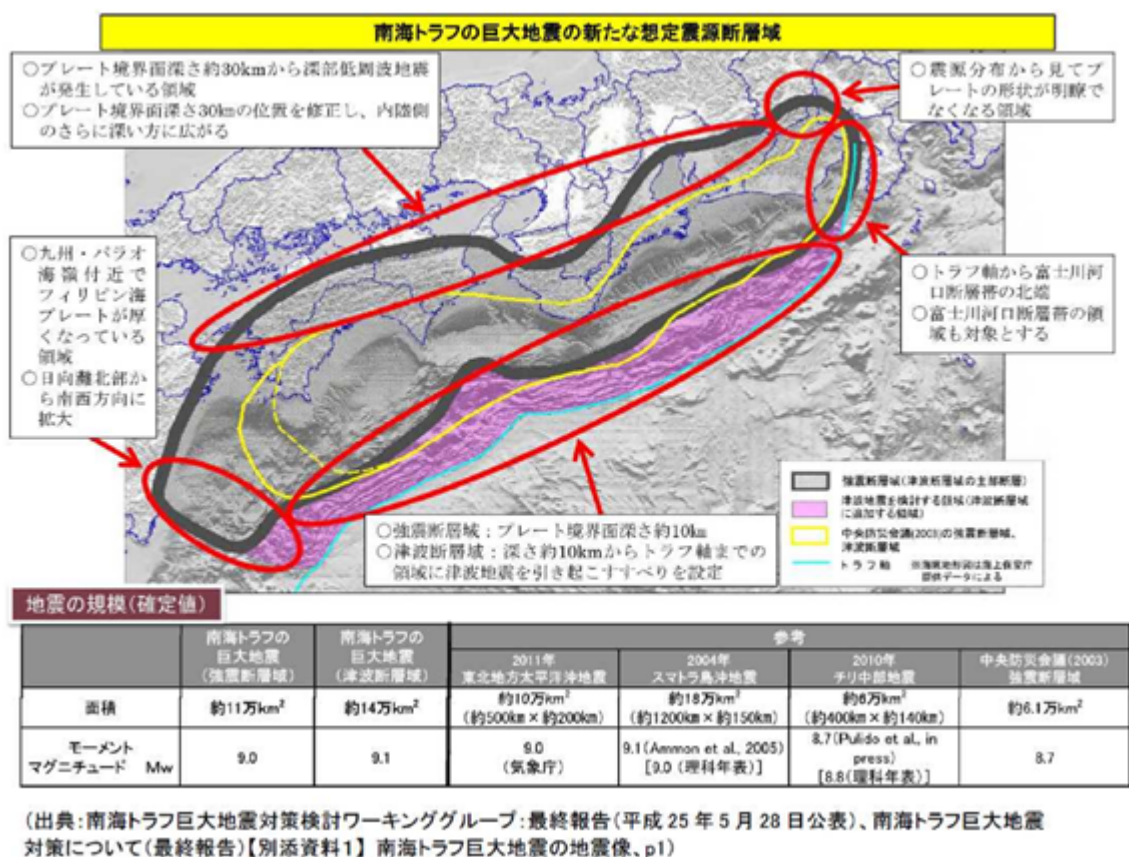 南海トラフの巨大地震の新たな想定震源断層域
○プレート境界面深さ約30kmから深部低周波地震
が発生している領域
○プレート境界面深さ30kmの位置を修正し、内陸側
のさらに深い方に広がる
○震源分布から見てプ
レートの形状が明瞭で
なくなる領域
○九州・パラオ
海嶺付近で
フィリピン海
プレートが厚
くなっている
領域
○日向灘北部か
ら南西方向に
拡大
○トラフ軸から富士川河
口断層帯の北端
○富士川河口断層帯の領
域も対象とする
○強震断層域：プレート境界面深さ約10km
○津波断層域：深さ約10kmからトラフ軸までの
領域に津波地震を引き起こすすべりを設定
強震断層域(津波断層域の主部断層)
津波地震を検討する領域(津波断層域
に追加する領域)
中央防災会議(2003)の強震断層域、
津波断層域
トラフ軸 ※海底地形図は海上保安庁
提供データによる
地震の規模(確定値)
南海トラフの
巨大地震
(強震断層域)
南海トラフの
巨大地震
(津波断層域)
参考
2011年
東北地方太平洋沖地震
2004年
スマトラ島沖地震
2010年
チリ中部地震
中央防災会議(2003)
強震断層域
面積 約11万km² 約14万km² 約10万km² 約18万km² 約6万km² 約6.1万km²
(約500km×約200km) (約1200km×約150km) (約400km×約140km)
モーメント
マグニチュード Mw
9.0
9.1
9.0
(気象庁)
9.1(Ammon et al., 2005)
[9.0 (理科年表)]
8.7(Pulido et al., in
press)
[8.8(理科年表)]
8.7
(出典:南海トラフ巨大地震対策検討ワーキンググループ:最終報告(平成 25 年 5 月 28 日公表)、南海トラフ巨大地震
対策について(最終報告)【別添資料1】 南海トラフ巨大地震の地震像、p1)